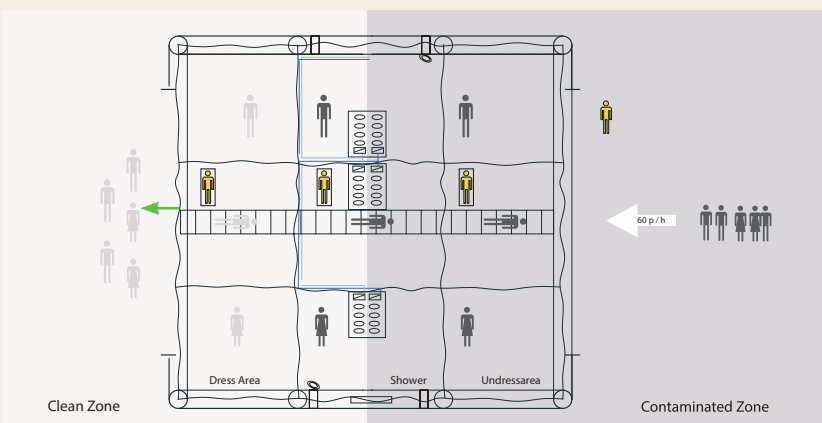 60 p / h
Dress Area
Shower
Undressarea
Clean Zone
Contaminated Zone